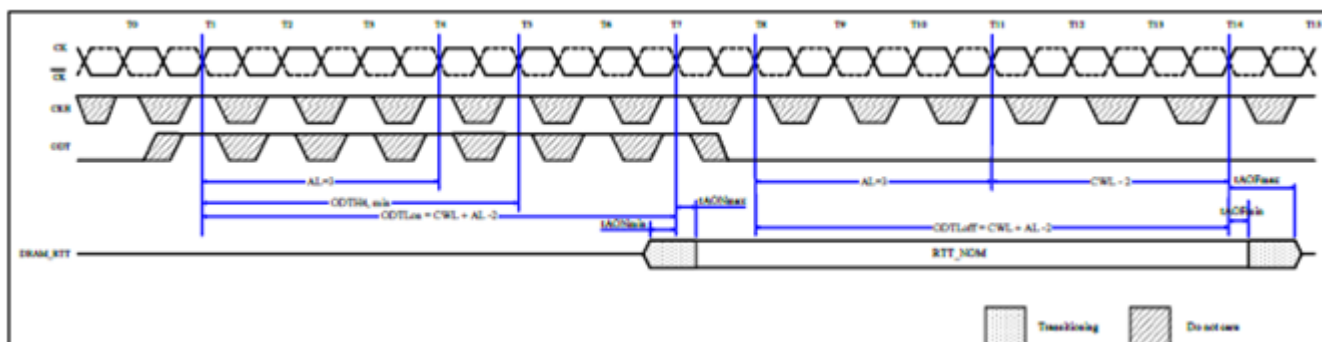 T0 T1 T2 T3 T4 T5 T6 T7 T8 T9 T10 T11 T12 T13 T14 T15
CK
CK
CKE
ODT
AL=3 AL=3 CWL - 2 tAOFmax
ODTH4, min tAONmax
ODTLon = CWL + AL -2 tAOFmin
tAONmin ODTLoff = CWL + AL -2
DRAM_RTT RTT_NOM
Transitioning Do not care